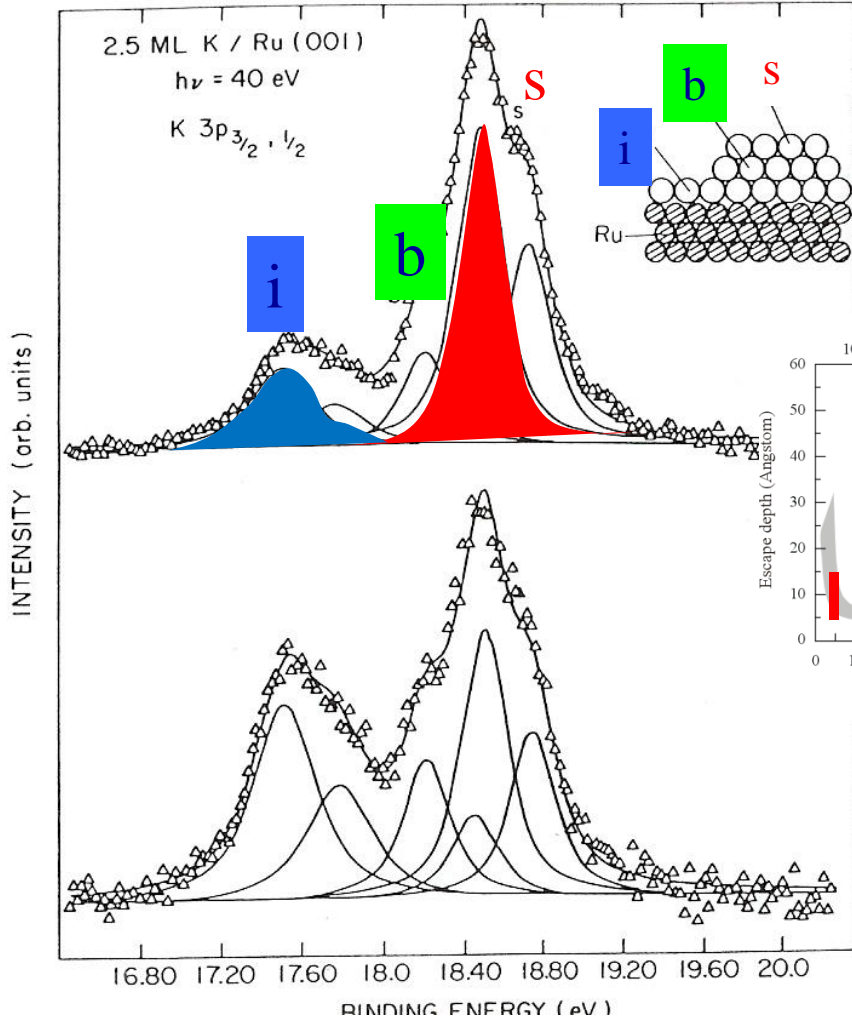 2.5 ML K / Ru (001)
hν = 40 eV
K 3p3/2 , 1/2
i
b
S
s
i
b
s
Ru
INTENSITY (arb. units)
16.80 17.20 17.60 18.0 18.40 18.80 19.20 19.60 20.0
BINDING ENERGY (eV)
10
60
50
40
30
20
10
0
Escape depth (Angstom)
0 1